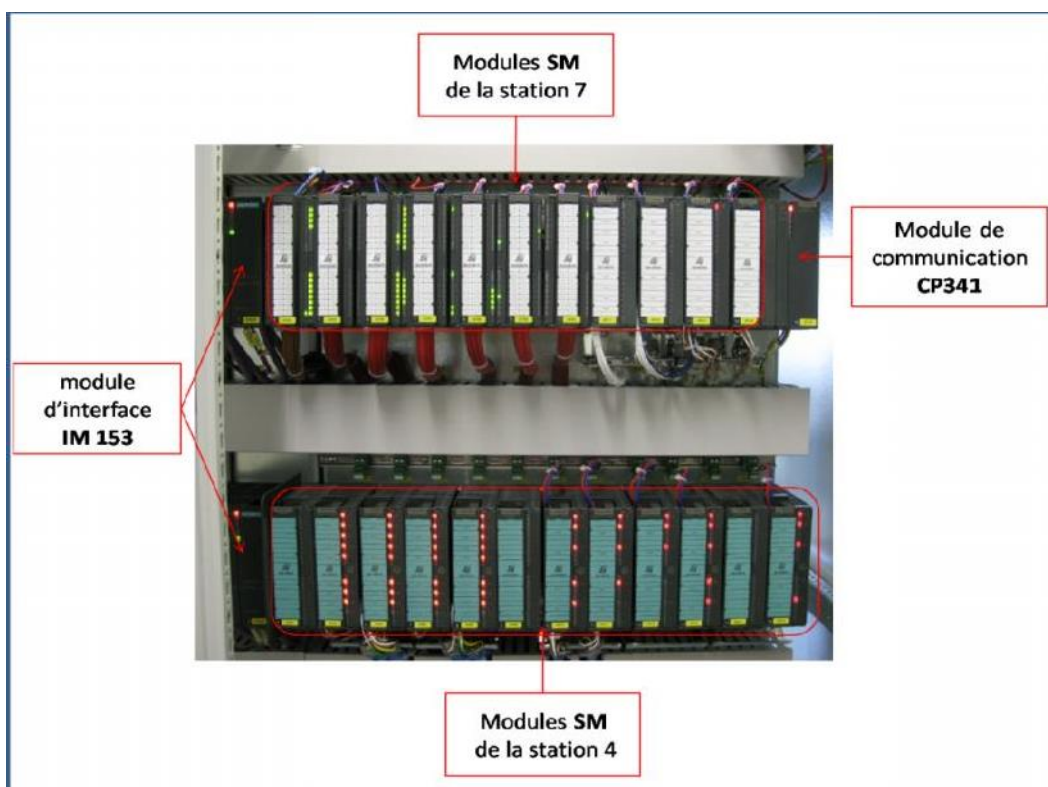 Modules SM
de la station 7
Module de
communication
CP341
module
d'interface
IM 153
Modules SM
de la station 4